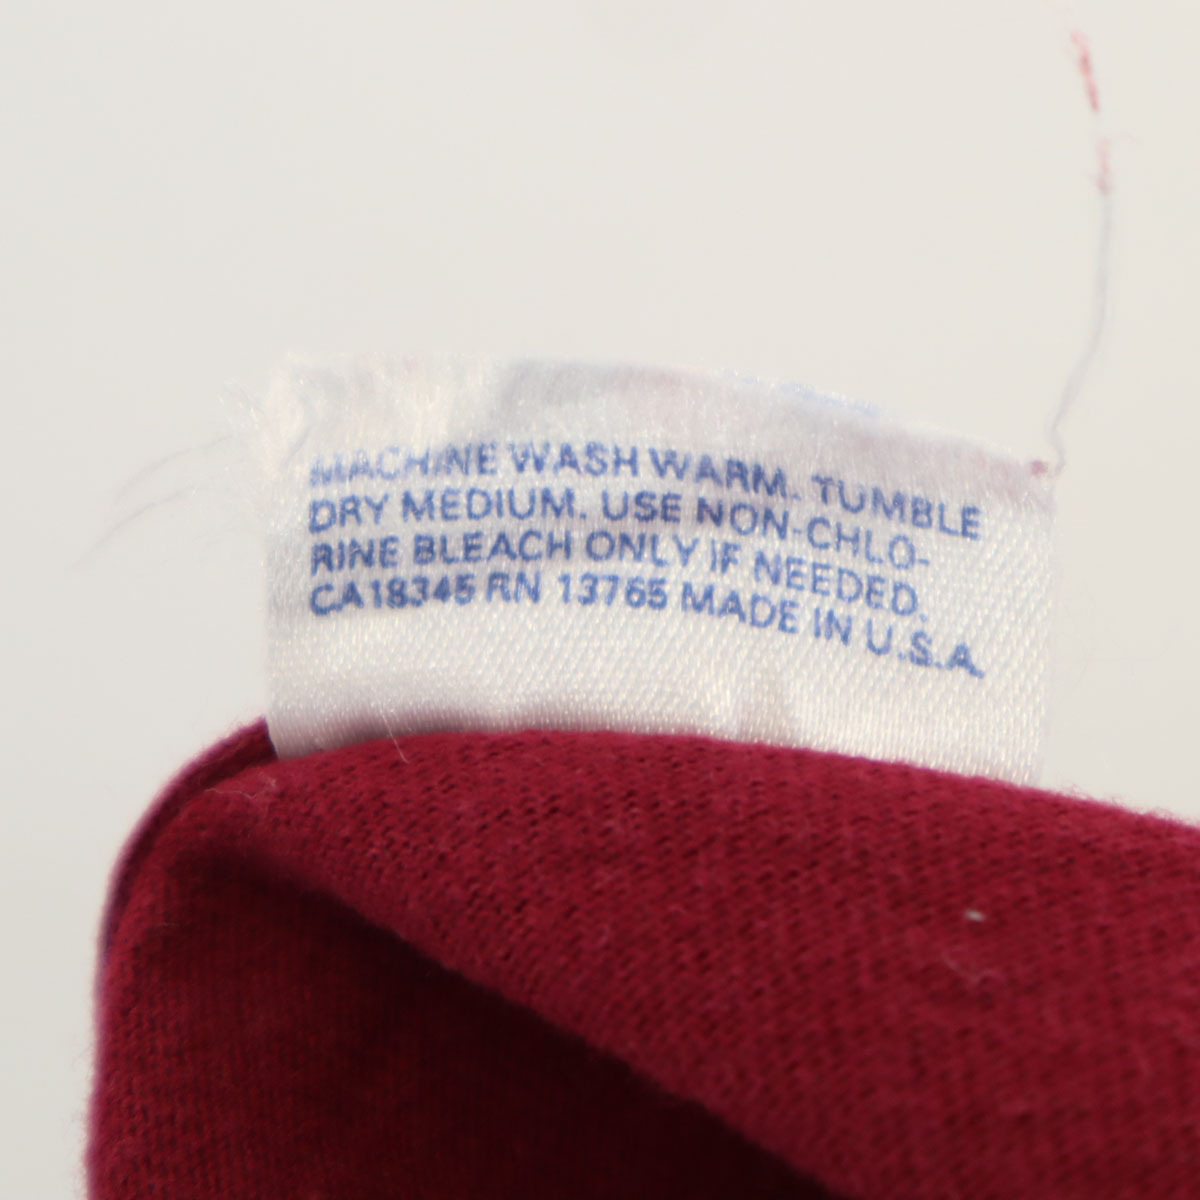 MACHINE WASH WARM. TUMBLE
DRY MEDIUM. USE NON-CHLO-
RINE BLEACH ONLY IF NEEDED.
CA18345 RN 13765 MADE IN U.S.A.